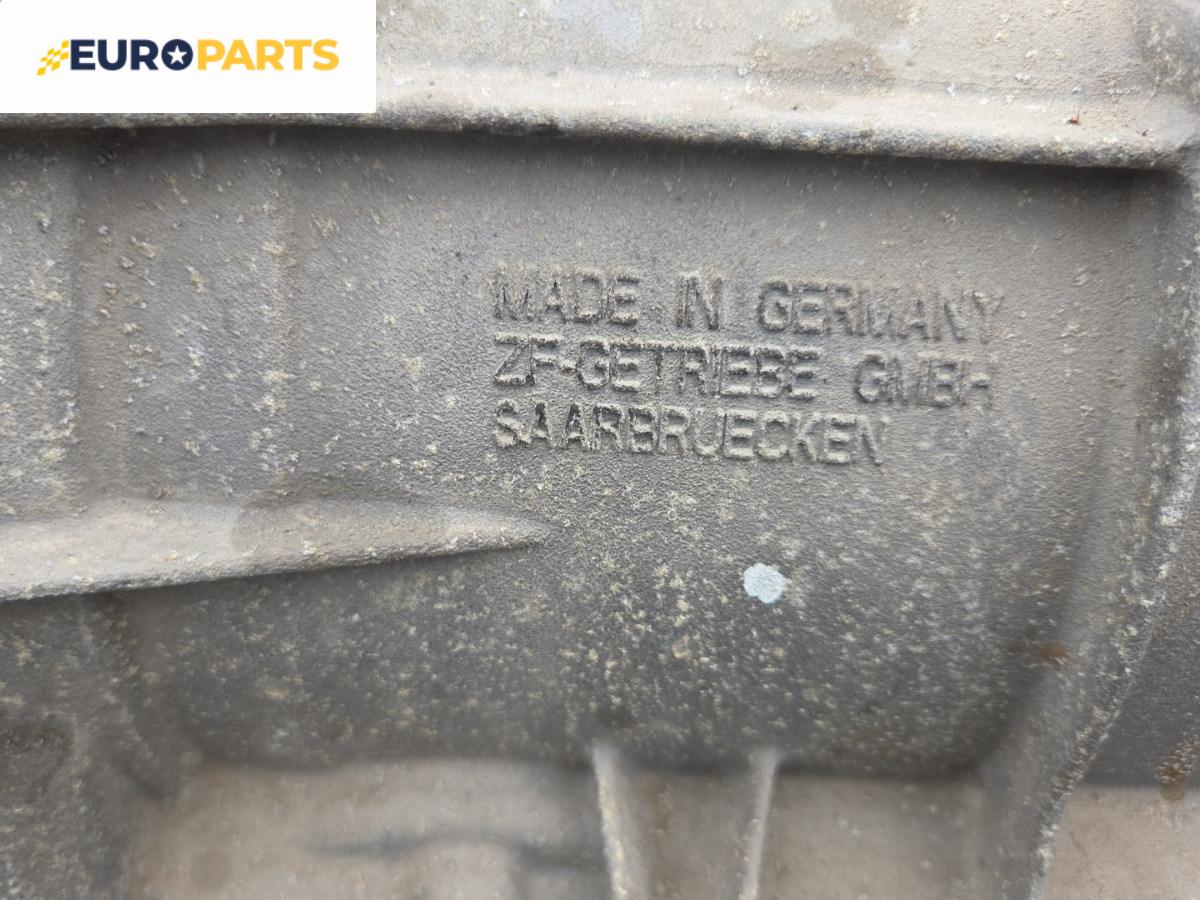 EUROPARTS
MADE IN GERMANY
ZF-GETRIEBE GMBH
SAARBRUECKEN